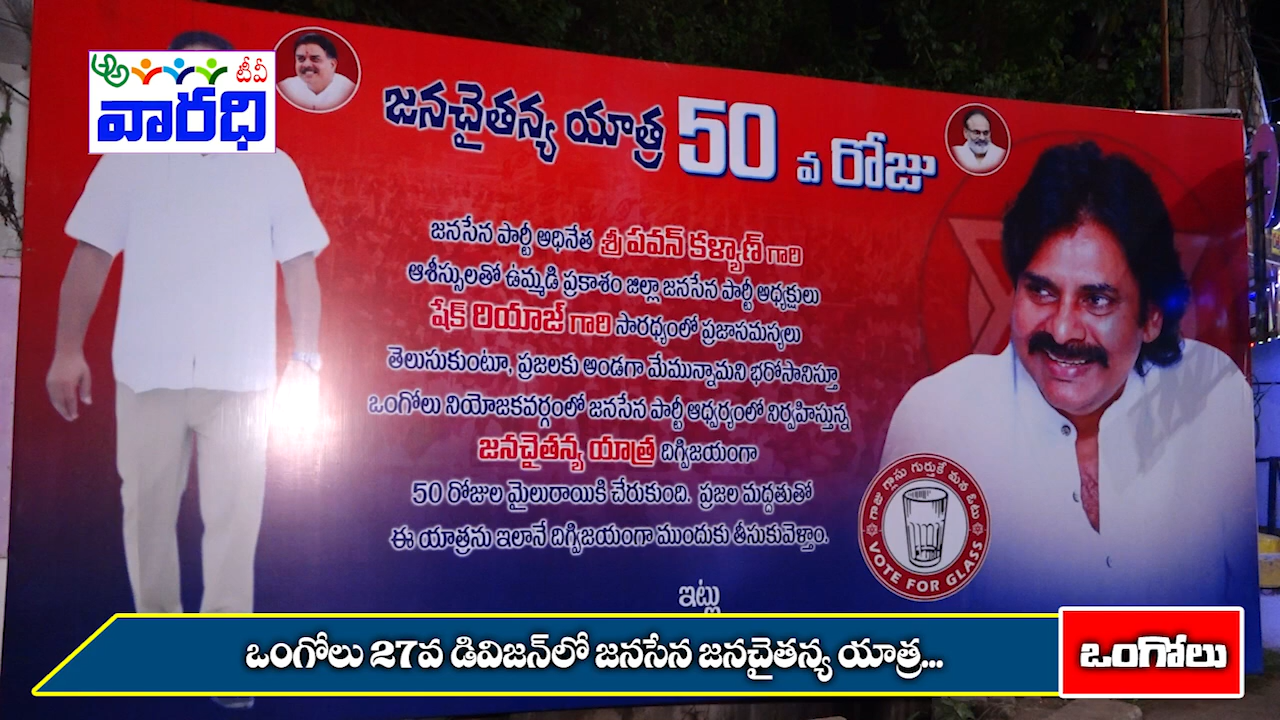 అ ఆ టీవీ
వారధి
జనచైతన్య యాత్ర 50 వ రోజు
జనసేన పార్టీ అధినేత శ్రీ పవన్ కళ్యాణ్ గారి
ఆశీస్సులతో ఉమ్మడి ప్రకాశం జిల్లా జనసేన పార్టీ అధ్యక్షులు
షేక్ రియాజ్ గారి సారథ్యంలో ప్రజాసమస్యలు
తెలుసుకుంటూ, ప్రజలకు అండగా మేమున్నామని భరోసానిస్తూ
ఒంగోలు నియోజకవర్గంలో జనసేన పార్టీ ఆధ్వర్యంలో నిర్వహిస్తున్న
జనచైతన్య యాత్ర దిగ్విజయంగా
50 రోజుల మైలురాయికి చేరుకుంది. ప్రజల మద్దతుతో
ఈ యాత్రను ఇలానే దిగ్విజయంగా ముందుకు తీసుకువెళ్తాం.
ఇట్లు
గాజు గ్లాసు గుర్తుకే మన ఓటు
VOTE FOR GLASS
ఒంగోలు 27వ డివిజన్‌లో జనసేన జనచైతన్య యాత్ర...
ఒంగోలు